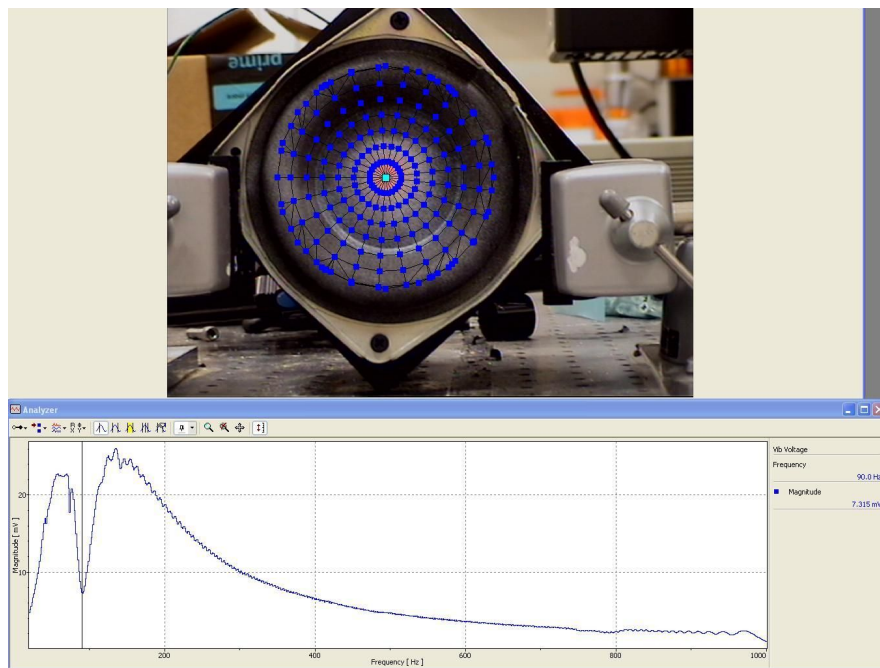 prime
Analyzer
Vib Voltage
Frequency
90.0 Hz
Magnitude
7.315 mV
Magnitude [ mV ]
20
10
200
400
600
800
1000
Frequency [ Hz ]